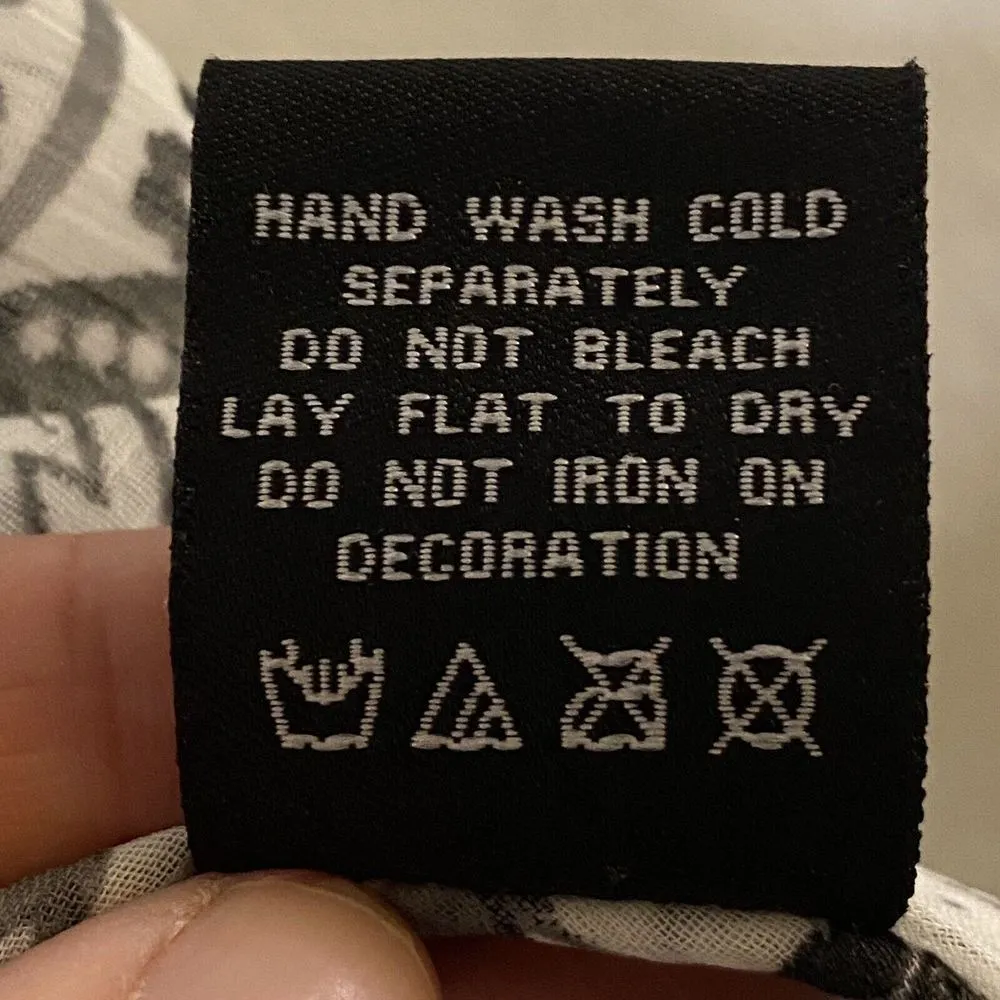 HAND WASH COLD
SEPARATELY
DO NOT BLEACH
LAY FLAT TO DRY
DO NOT IRON ON
DECORATION